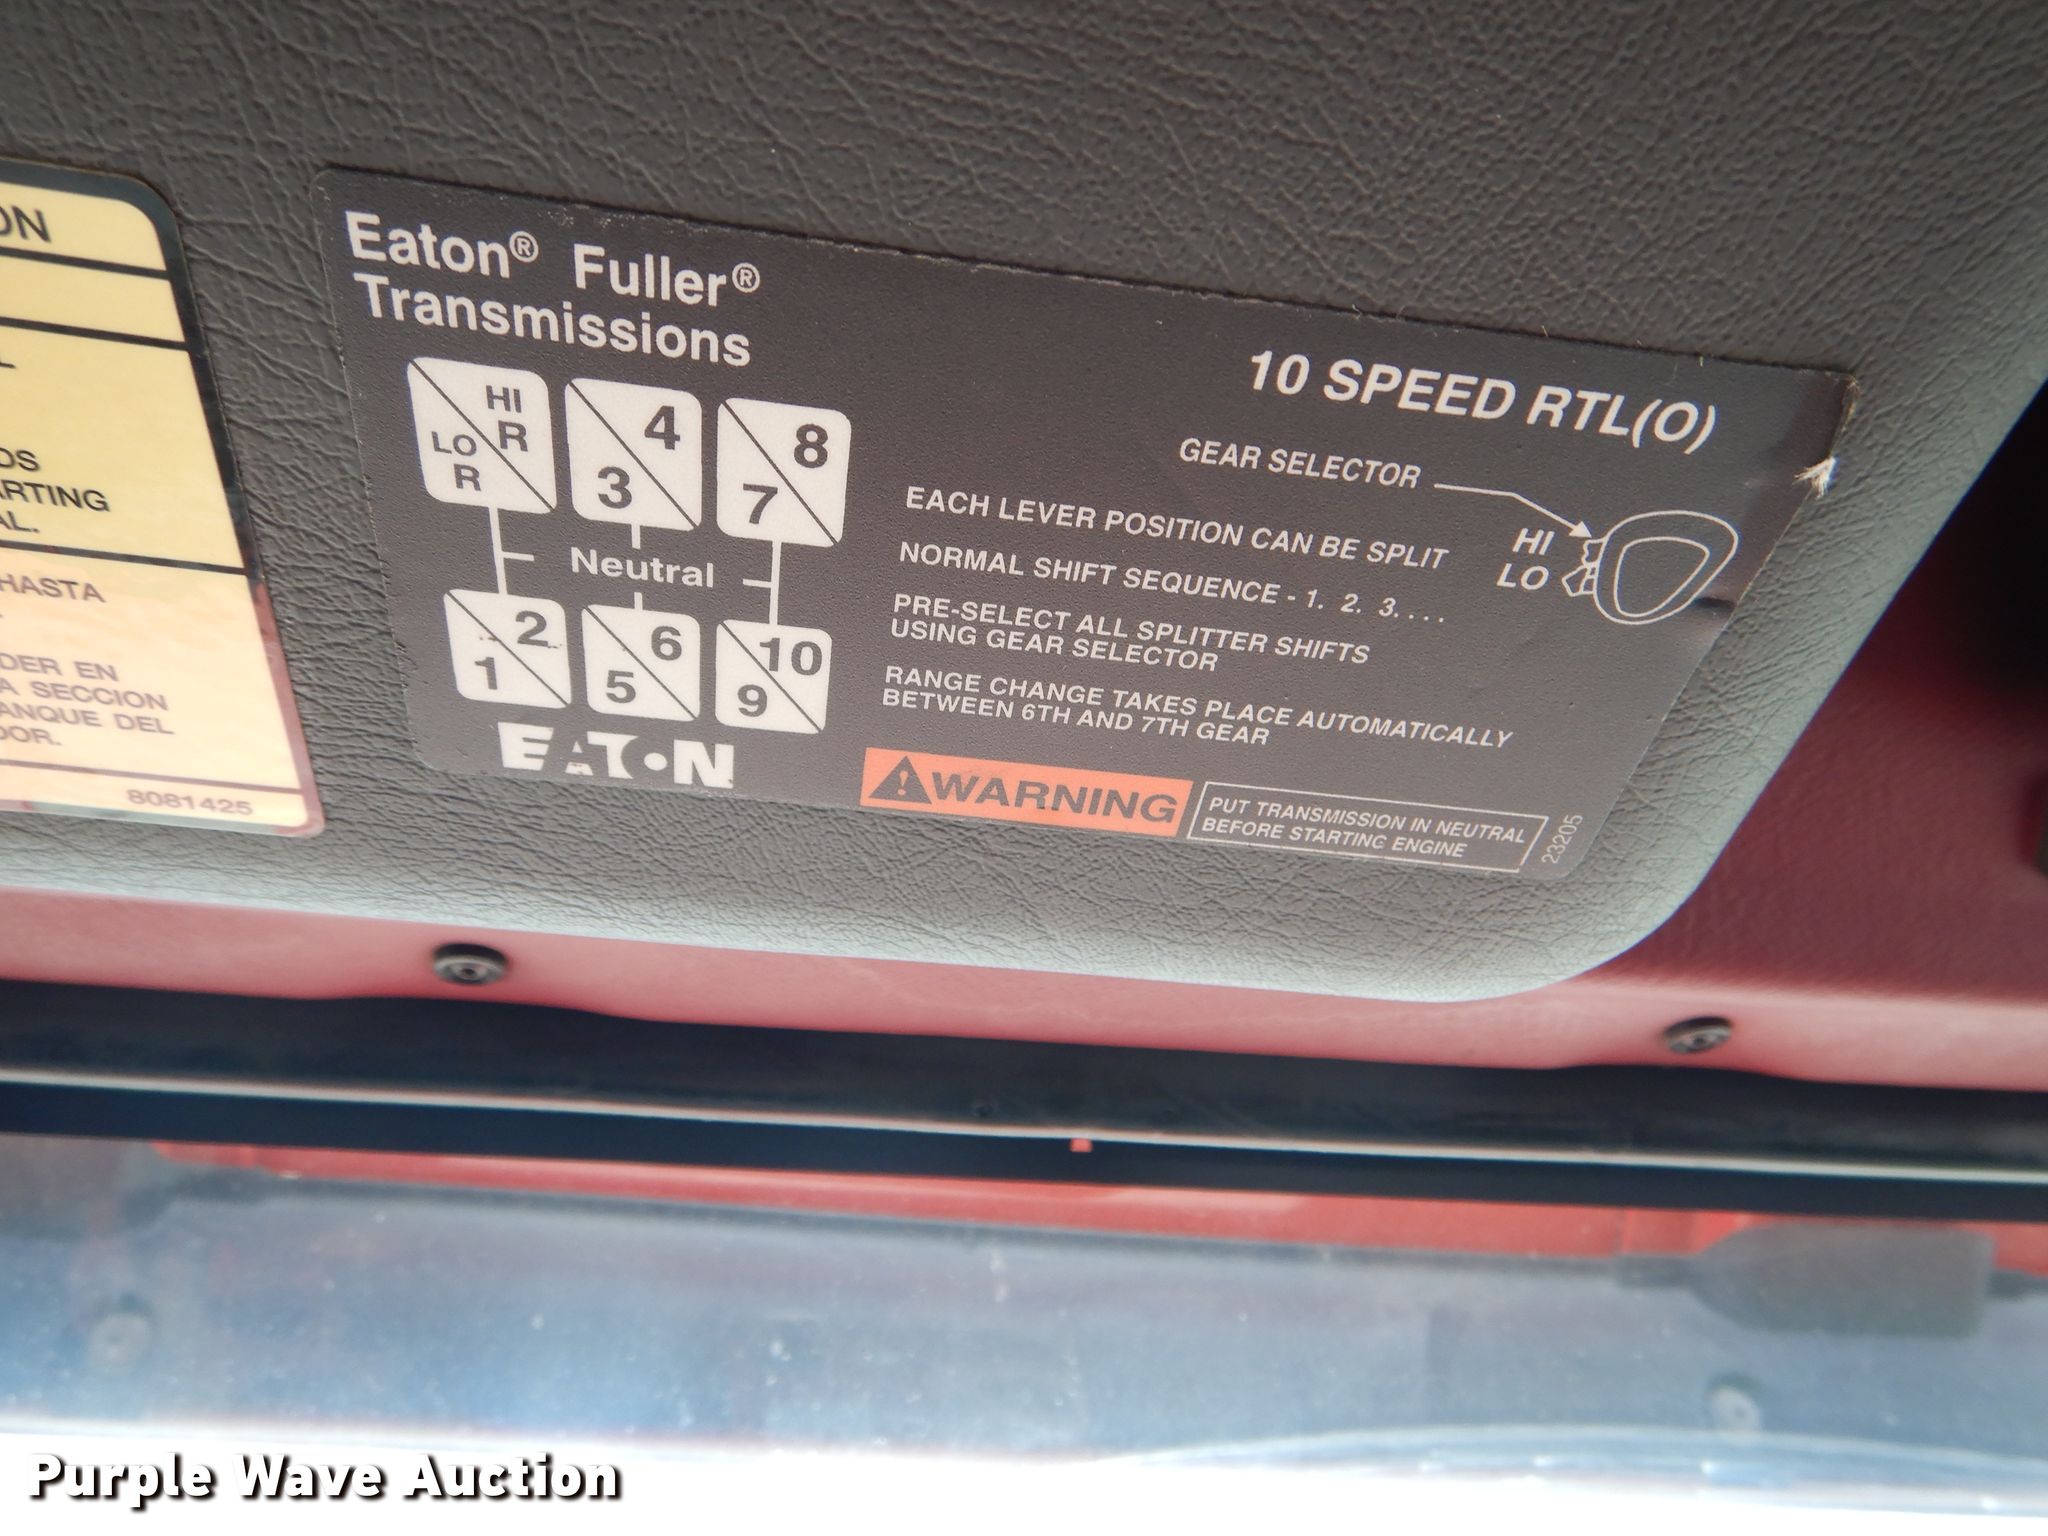 ON
L
OS
ARTING
AL.
HASTA
DER EN
A SECCION
ANQUE DEL
DOR.
8081425
Eaton® Fuller®
Transmissions
HI
R
LO
R
4
3
8
7
Neutral
2
1
6
5
10
9
EATON
10 SPEED RTL(O)
GEAR SELECTOR
HI
LO
EACH LEVER POSITION CAN BE SPLIT
NORMAL SHIFT SEQUENCE - 1. 2. 3. . . .
PRE-SELECT ALL SPLITTER SHIFTS
USING GEAR SELECTOR
RANGE CHANGE TAKES PLACE AUTOMATICALLY
BETWEEN 6TH AND 7TH GEAR
WARNING
PUT TRANSMISSION IN NEUTRAL
BEFORE STARTING ENGINE
23205
Purple Wave Auction